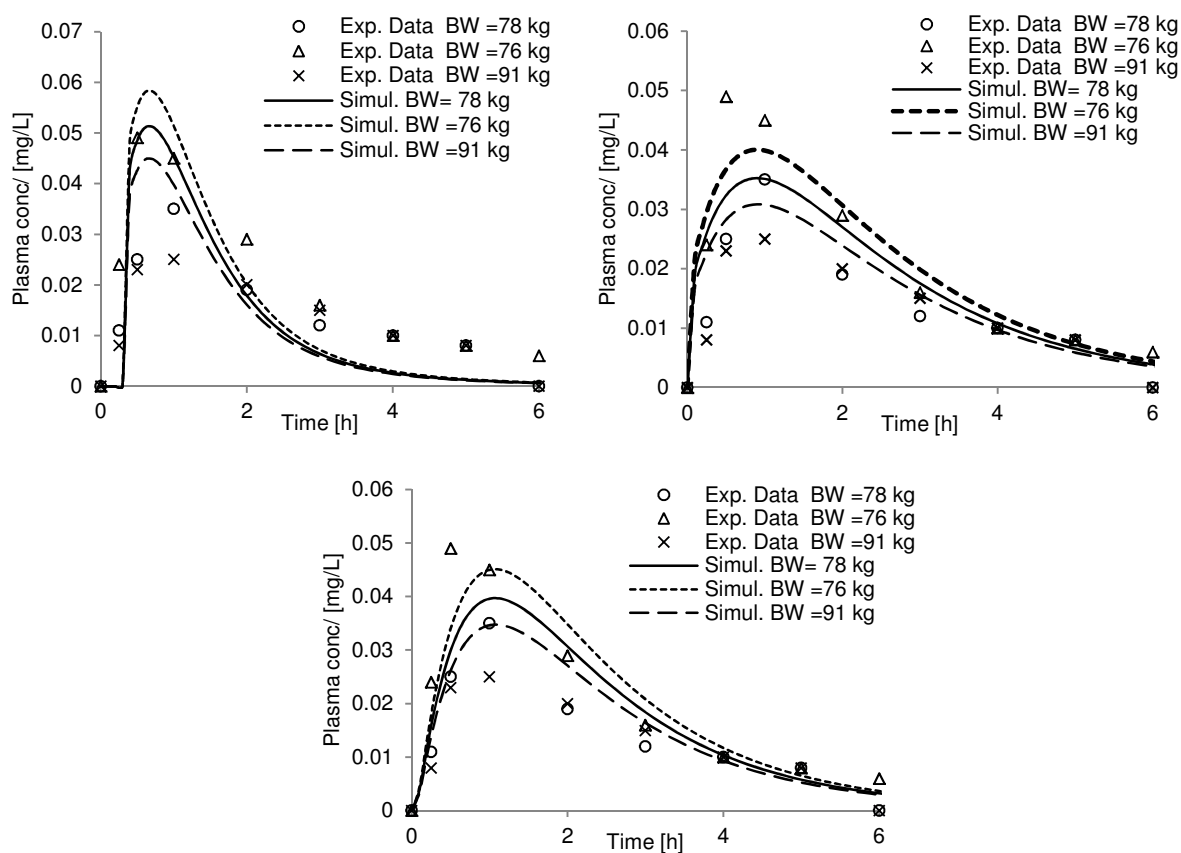 Exp. Data BW =78 kg
Exp. Data BW =76 kg
Exp. Data BW =91 kg
Simul. BW= 78 kg
Simul. BW =76 kg
Simul. BW =91 kg
Plasma conc/ [mg/L]
0.07
0.06
0.05
0.04
0.03
0.02
0.01
0
0 2 4 6
Time [h]
Exp. Data BW =78 kg
Exp. Data BW =76 kg
Exp. Data BW =91 kg
Simul. BW= 78 kg
Simul. BW =76 kg
Simul. BW =91 kg
Plasma conc/ [mg/L]
0.06
0.05
0.04
0.03
0.02
0.01
0
0 2 4 6
Time [h]
Exp. Data BW =78 kg
Exp. Data BW =76 kg
Exp. Data BW =91 kg
Simul. BW= 78 kg
Simul. BW =76 kg
Simul. BW =91 kg
Plasma conc/ [mg/L]
0.06
0.05
0.04
0.03
0.02
0.01
0
0 2 4 6
Time [h]